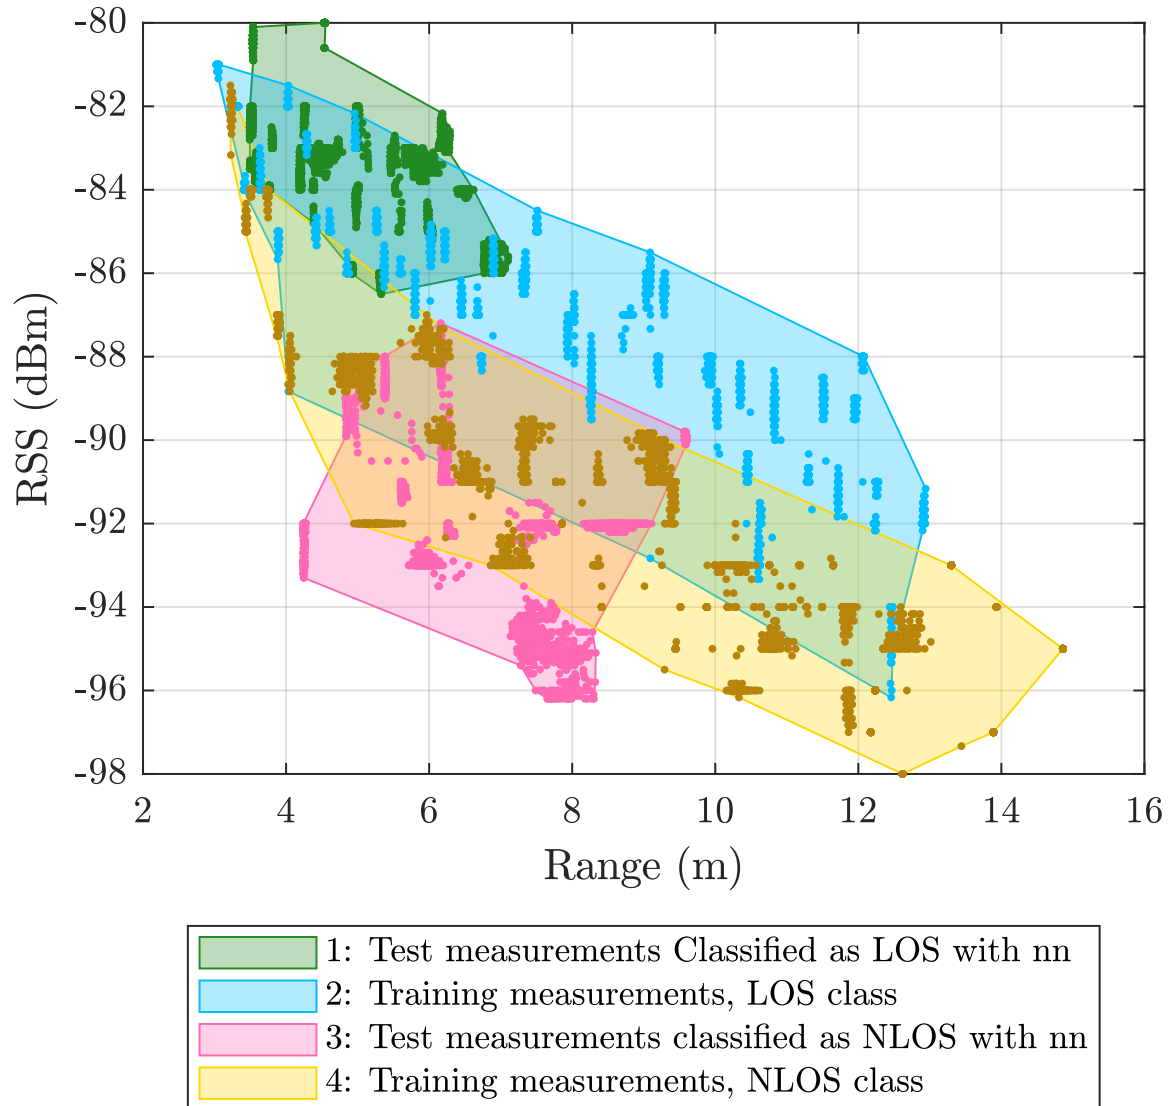 -80
-82
-84
-86
-88
-90
-92
-94
-96
-98
RSS (dBm)
2 4 6 8 10 12 14 16
Range (m)
1: Test measurements Classified as LOS with nn
2: Training measurements, LOS class
3: Test measurements classified as NLOS with nn
4: Training measurements, NLOS class